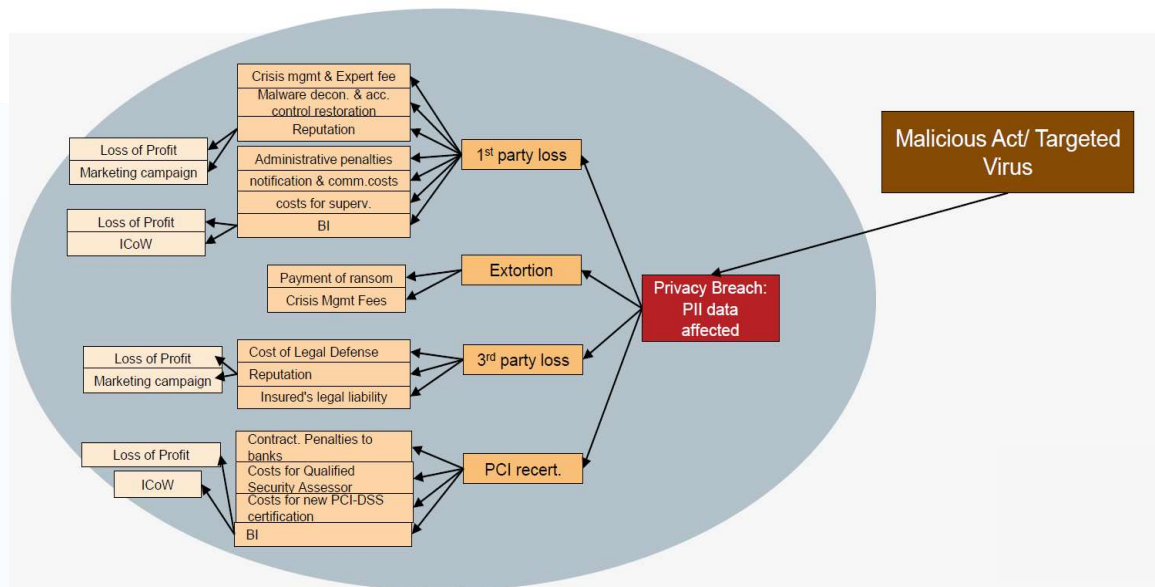 Crisis mgmt & Expert fee
Malware decon. & acc.
control restoration
Reputation
Loss of Profit
Marketing campaign
Administrative penalties
notification & comm.costs
costs for superv.
BI
Loss of Profit
ICoW
1st party loss
Malicious Act/ Targeted
Virus
Payment of ransom
Crisis Mgmt Fees
Extortion
Privacy Breach:
PII data
affected
Cost of Legal Defense
Reputation
Insured's legal liability
Loss of Profit
Marketing campaign
3rd party loss
Contract. Penalties to
banks
Costs for Qualified
Security Assessor
Costs for new PCI-DSS
certification
BI
Loss of Profit
ICoW
PCI recert.